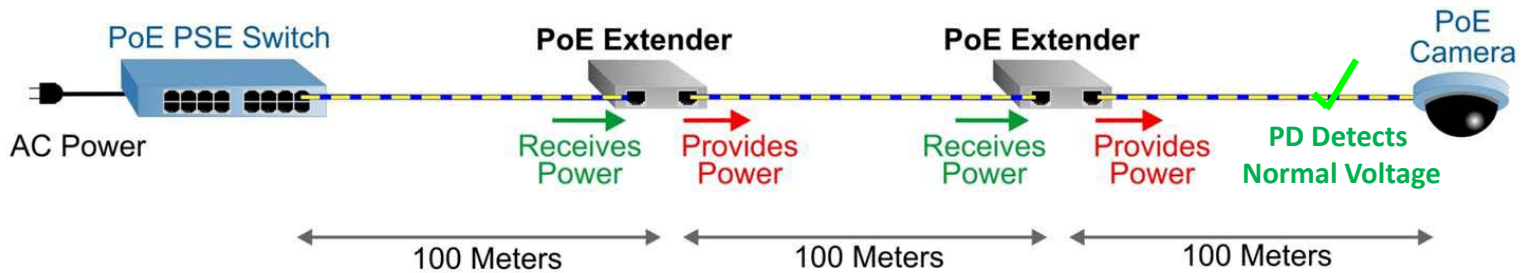 PoE PSE Switch
PoE Extender
PoE Extender
PoE
Camera
AC Power
Receives
Power
Provides
Power
Receives
Power
Provides
Power
PD Detects
Normal Voltage
100 Meters
100 Meters
100 Meters